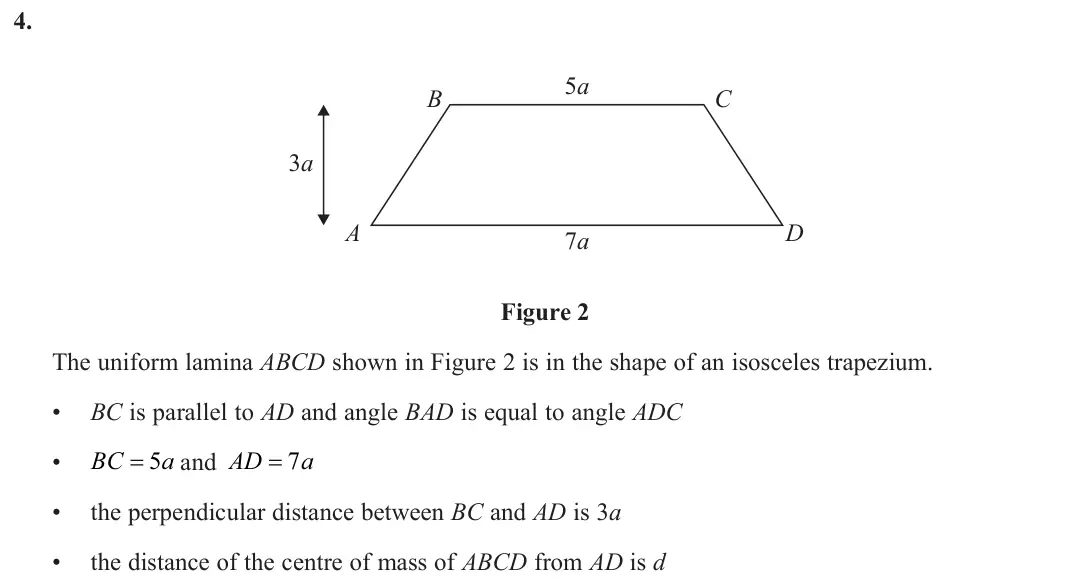 4.
5a
B
C
3a
A
D
7a
Figure 2
The uniform lamina ABCD shown in Figure 2 is in the shape of an isosceles trapezium.
• BC is parallel to AD and angle BAD is equal to angle ADC
• BC = 5a and AD = 7a
• the perpendicular distance between BC and AD is 3a
• the distance of the centre of mass of ABCD from AD is d